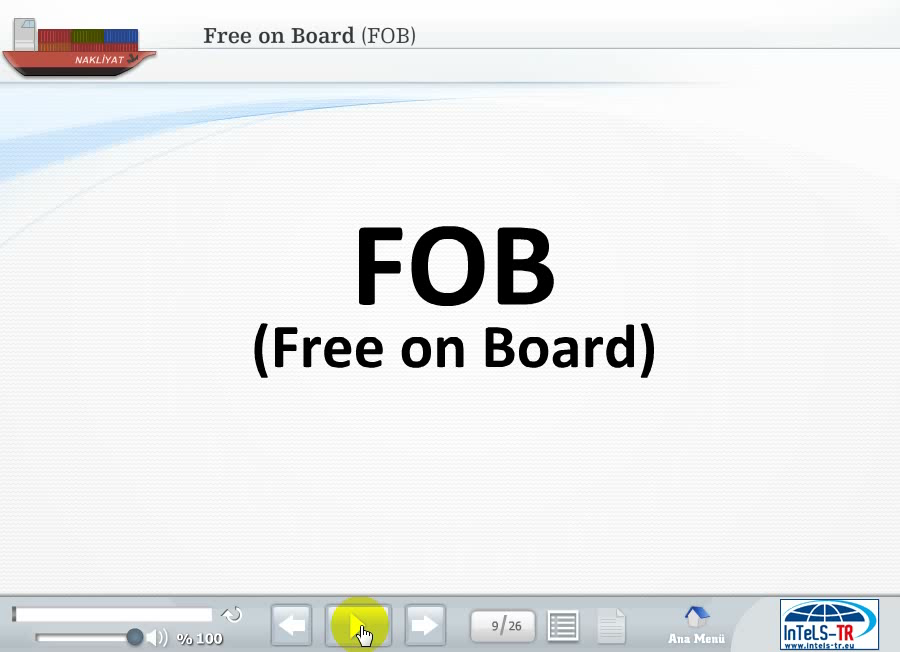 Free on Board (FOB)
NAKLİYAT
FOB
(Free on Board)
% 100
9/26
Ana Menü
InTeLS-TR
www.intels-tr.eu